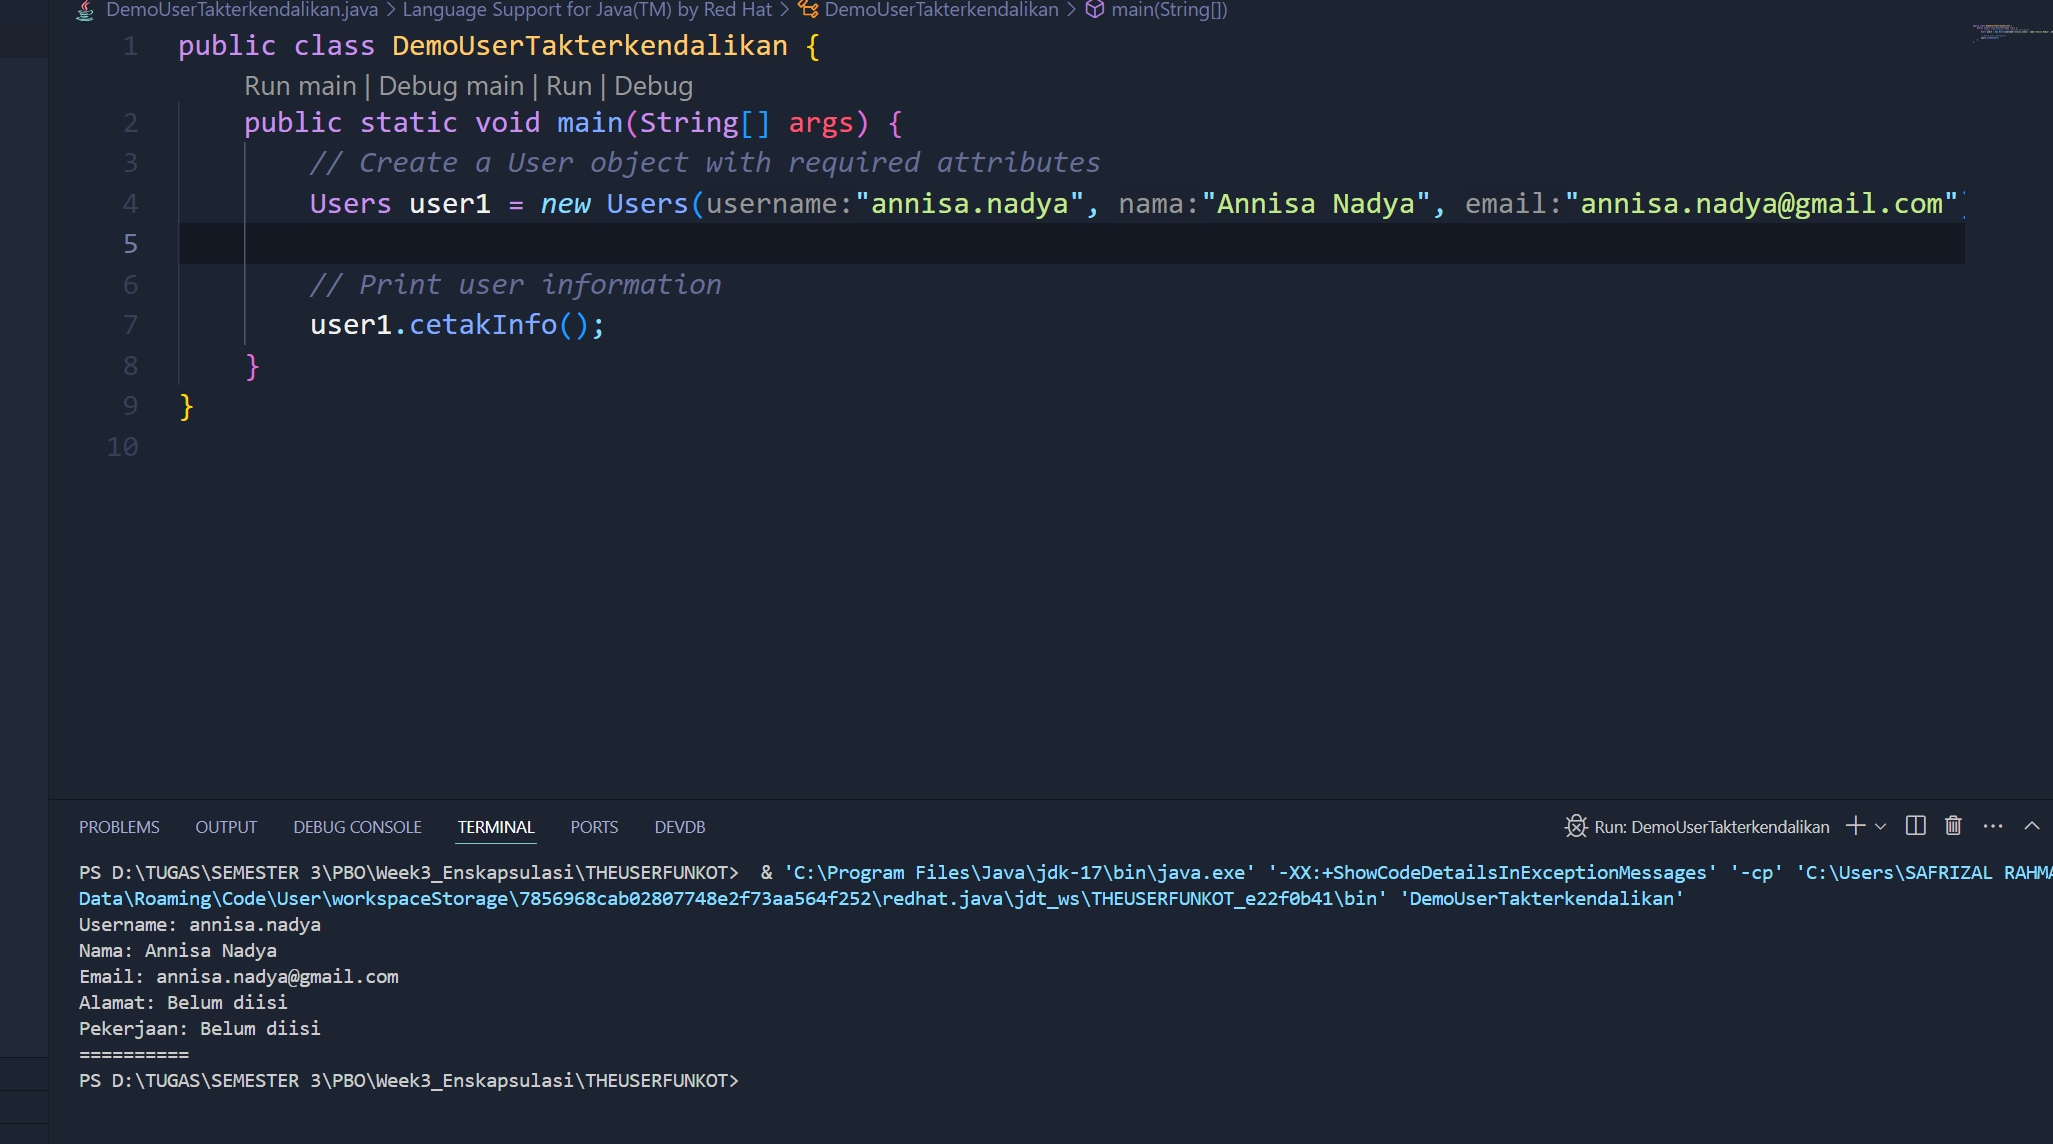 DemoUserTakterkendalikan.java > Language Support for Java(TM) by Red Hat > DemoUserTakterkendalikan > main(String[])
1 public class DemoUserTakterkendalikan {
Run main | Debug main | Run | Debug
2 public static void main(String[] args) {
3 // Create a User object with required attributes
4 Users user1 = new Users(username:"annisa.nadya", nama:"Annisa Nadya", email:"annisa.nadya@gmail.com")
5
6 // Print user information
7 user1.cetakInfo();
8 }
9 }
10
PROBLEMS OUTPUT DEBUG CONSOLE TERMINAL PORTS DEVDB Run: DemoUserTakterkendalikan
PS D:\TUGAS\SEMESTER 3\PBO\Week3_Enskapsulasi\THEUSERFUNKOT> & 'C:\Program Files\Java\jdk-17\bin\java.exe' '-XX:+ShowCodeDetailsInExceptionMessages' '-cp' 'C:\Users\SAFRIZAL RAHMA
Data\Roaming\Code\User\workspaceStorage\7856968cab02807748e2f73aa564f252\redhat.java\jdt_ws\THEUSERFUNKOT_e22f0b41\bin' 'DemoUserTakterkendalikan'
Username: annisa.nadya
Nama: Annisa Nadya
Email: annisa.nadya@gmail.com
Alamat: Belum diisi
Pekerjaan: Belum diisi
==========
PS D:\TUGAS\SEMESTER 3\PBO\Week3_Enskapsulasi\THEUSERFUNKOT>